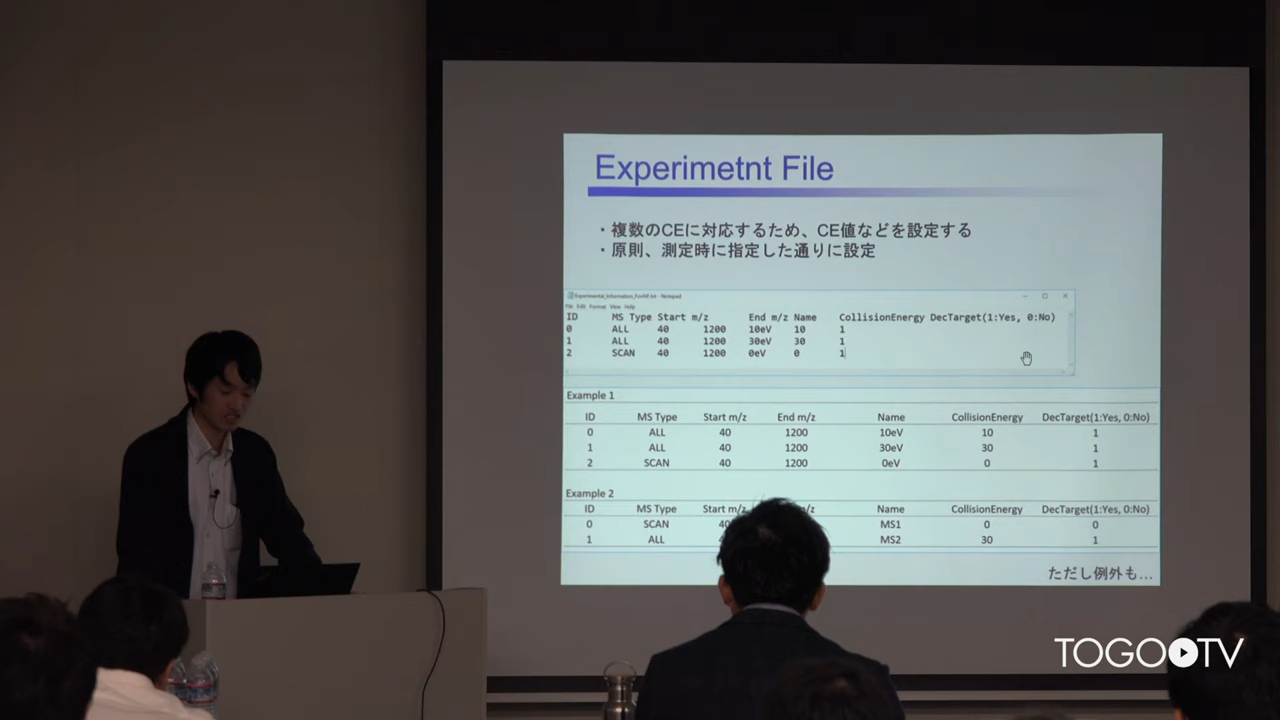 Experimetnt File
・複数のCEに対応するため、CE値などを設定する
・原則、測定時に指定した通りに設定
Experimental_Information_ForAIF.txt - Notepad
File Edit Format View Help
ID MS Type Start m/z End m/z Name CollisionEnergy DecTarget(1:Yes, 0:No)
0 ALL 40 1200 10eV 10 1
1 ALL 40 1200 30eV 30 1
2 SCAN 40 1200 0eV 0 1
Example 1
ID MS Type Start m/z End m/z Name CollisionEnergy DecTarget(1:Yes, 0:No)
0 ALL 40 1200 10eV 10 1
1 ALL 40 1200 30eV 30 1
2 SCAN 40 1200 0eV 0 1
Example 2
ID MS Type Start m/z m/z Name CollisionEnergy DecTarget(1:Yes, 0:No)
0 SCAN MS1 0 0
1 ALL MS2 30 1
ただし例外も...
TOGOTV